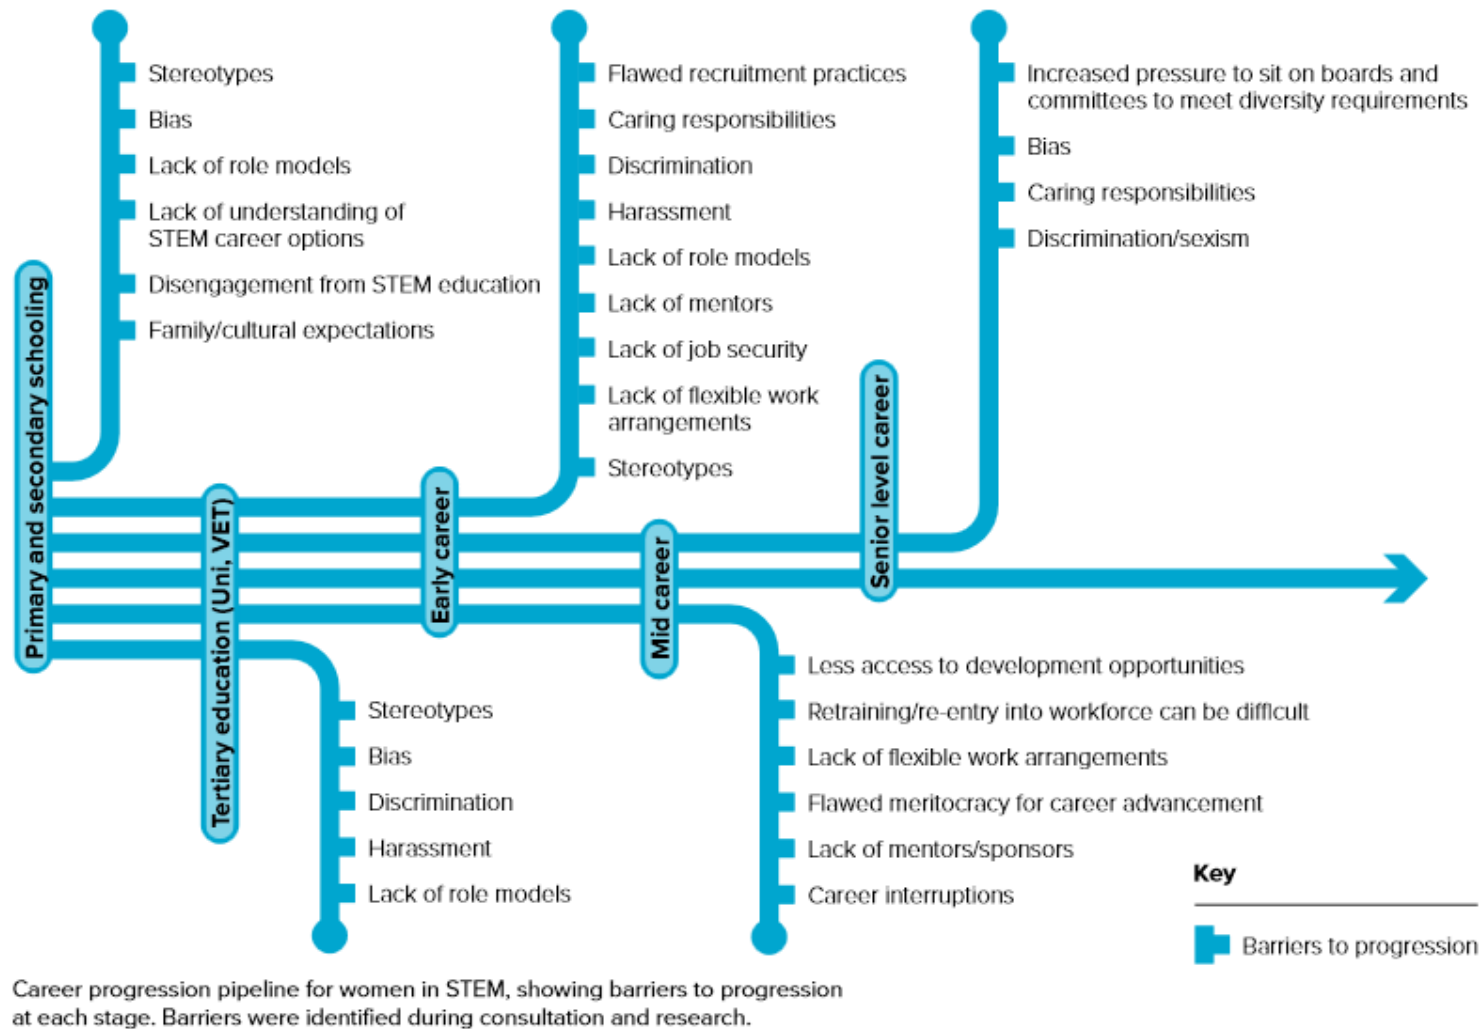 Primary and secondary schooling
Stereotypes
Bias
Lack of role models
Lack of understanding of
STEM career options
Disengagement from STEM education
Family/cultural expectations
Tertiary education (Uni, VET)
Stereotypes
Bias
Discrimination
Harassment
Lack of role models
Early career
Flawed recruitment practices
Caring responsibilities
Discrimination
Harassment
Lack of role models
Lack of mentors
Lack of job security
Lack of flexible work
arrangements
Stereotypes
Mid career
Less access to development opportunities
Retraining/re-entry into workforce can be difficult
Lack of flexible work arrangements
Flawed meritocracy for career advancement
Lack of mentors/sponsors
Career interruptions
Senior level career
Increased pressure to sit on boards and
committees to meet diversity requirements
Bias
Caring responsibilities
Discrimination/sexism
Key
Barriers to progression
Career progression pipeline for women in STEM, showing barriers to progression
at each stage. Barriers were identified during consultation and research.